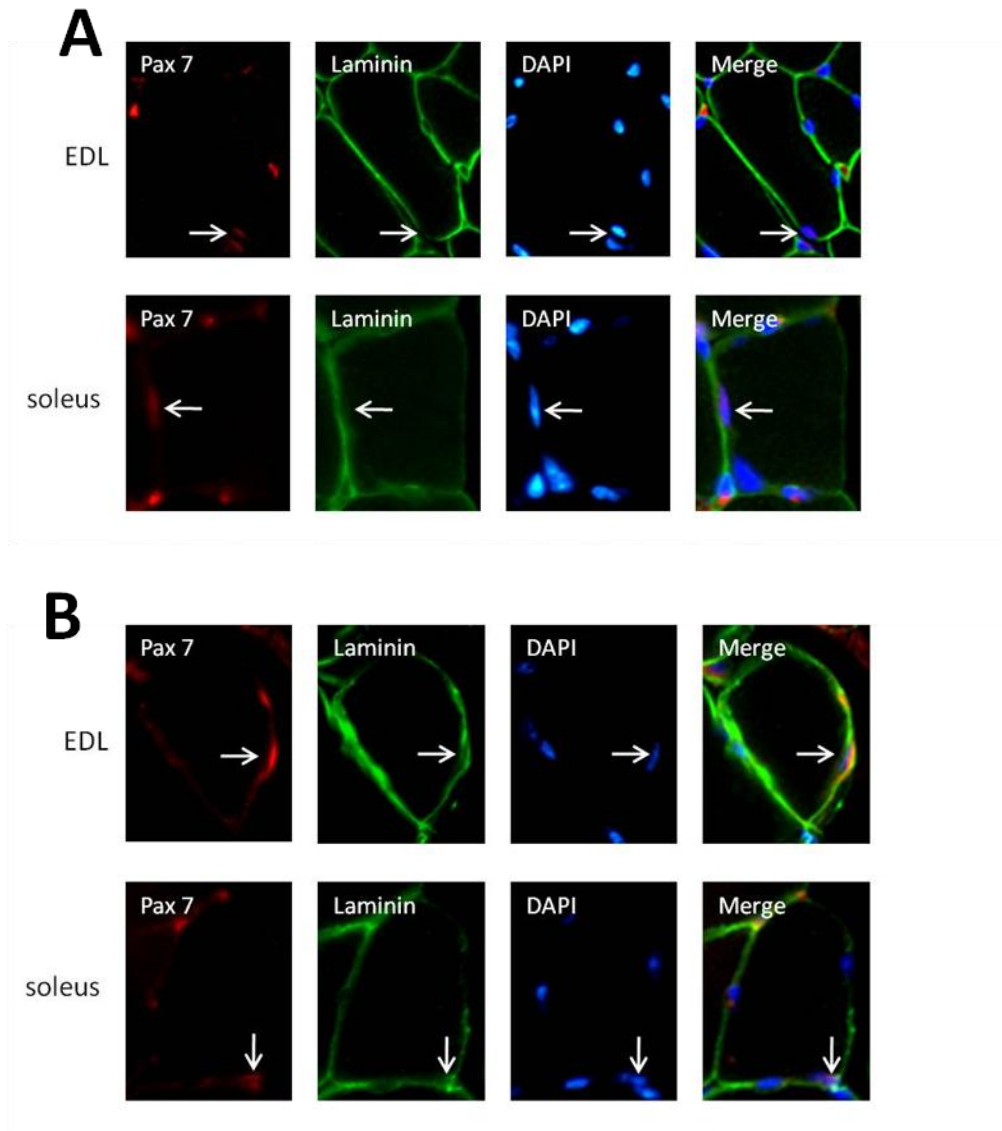 A
Pax 7 Laminin DAPI Merge
EDL
Pax 7 Laminin DAPI Merge
soleus
B
Pax 7 Laminin DAPI Merge
EDL
Pax 7 Laminin DAPI Merge
soleus